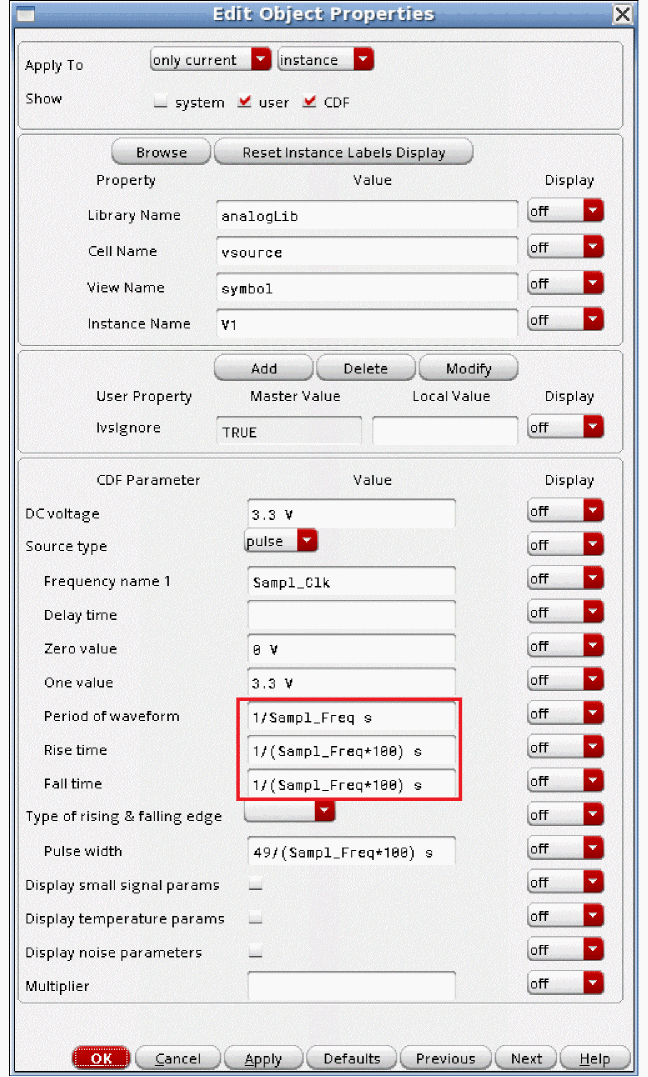 Edit Object Properties
Apply To only current instance
Show system user CDF
Browse Reset Instance Labels Display
Property Value Display
Library Name analogLib off
Cell Name vsource off
View Name symbol off
Instance Name V1 off
Add Delete Modify
User Property Master Value Local Value Display
lvsIgnore TRUE off
CDF Parameter Value Display
DC voltage 3.3 V off
Source type pulse off
Frequency name 1 Sampl_Clk off
Delay time off
Zero value 0 V off
One value 3.3 V off
Period of waveform 1/Sampl_Freq s off
Rise time 1/(Sampl_Freq*100) s off
Fall time 1/(Sampl_Freq*100) s off
Type of rising & falling edge off
Pulse width 49/(Sampl_Freq*100) s off
Display small signal params off
Display temperature params off
Display noise parameters off
Multiplier off
OK Cancel Apply Defaults Previous Next Help